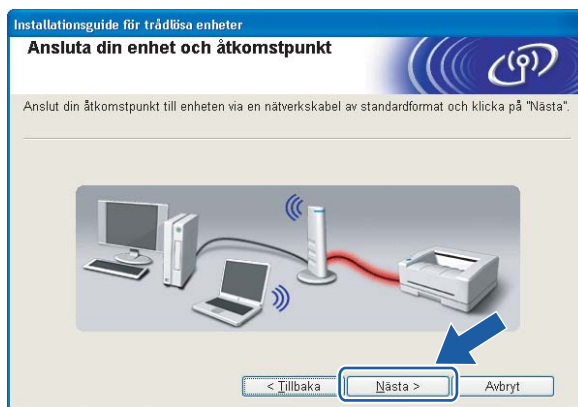 Installationsguide för trådlösa enheter
Ansluta din enhet och åtkomstpunkt
Anslut din åtkomstpunkt till enheten via en nätverkskabel av standardformat och klicka på "Nästa".
< Tillbaka
Nästa >
Avbryt